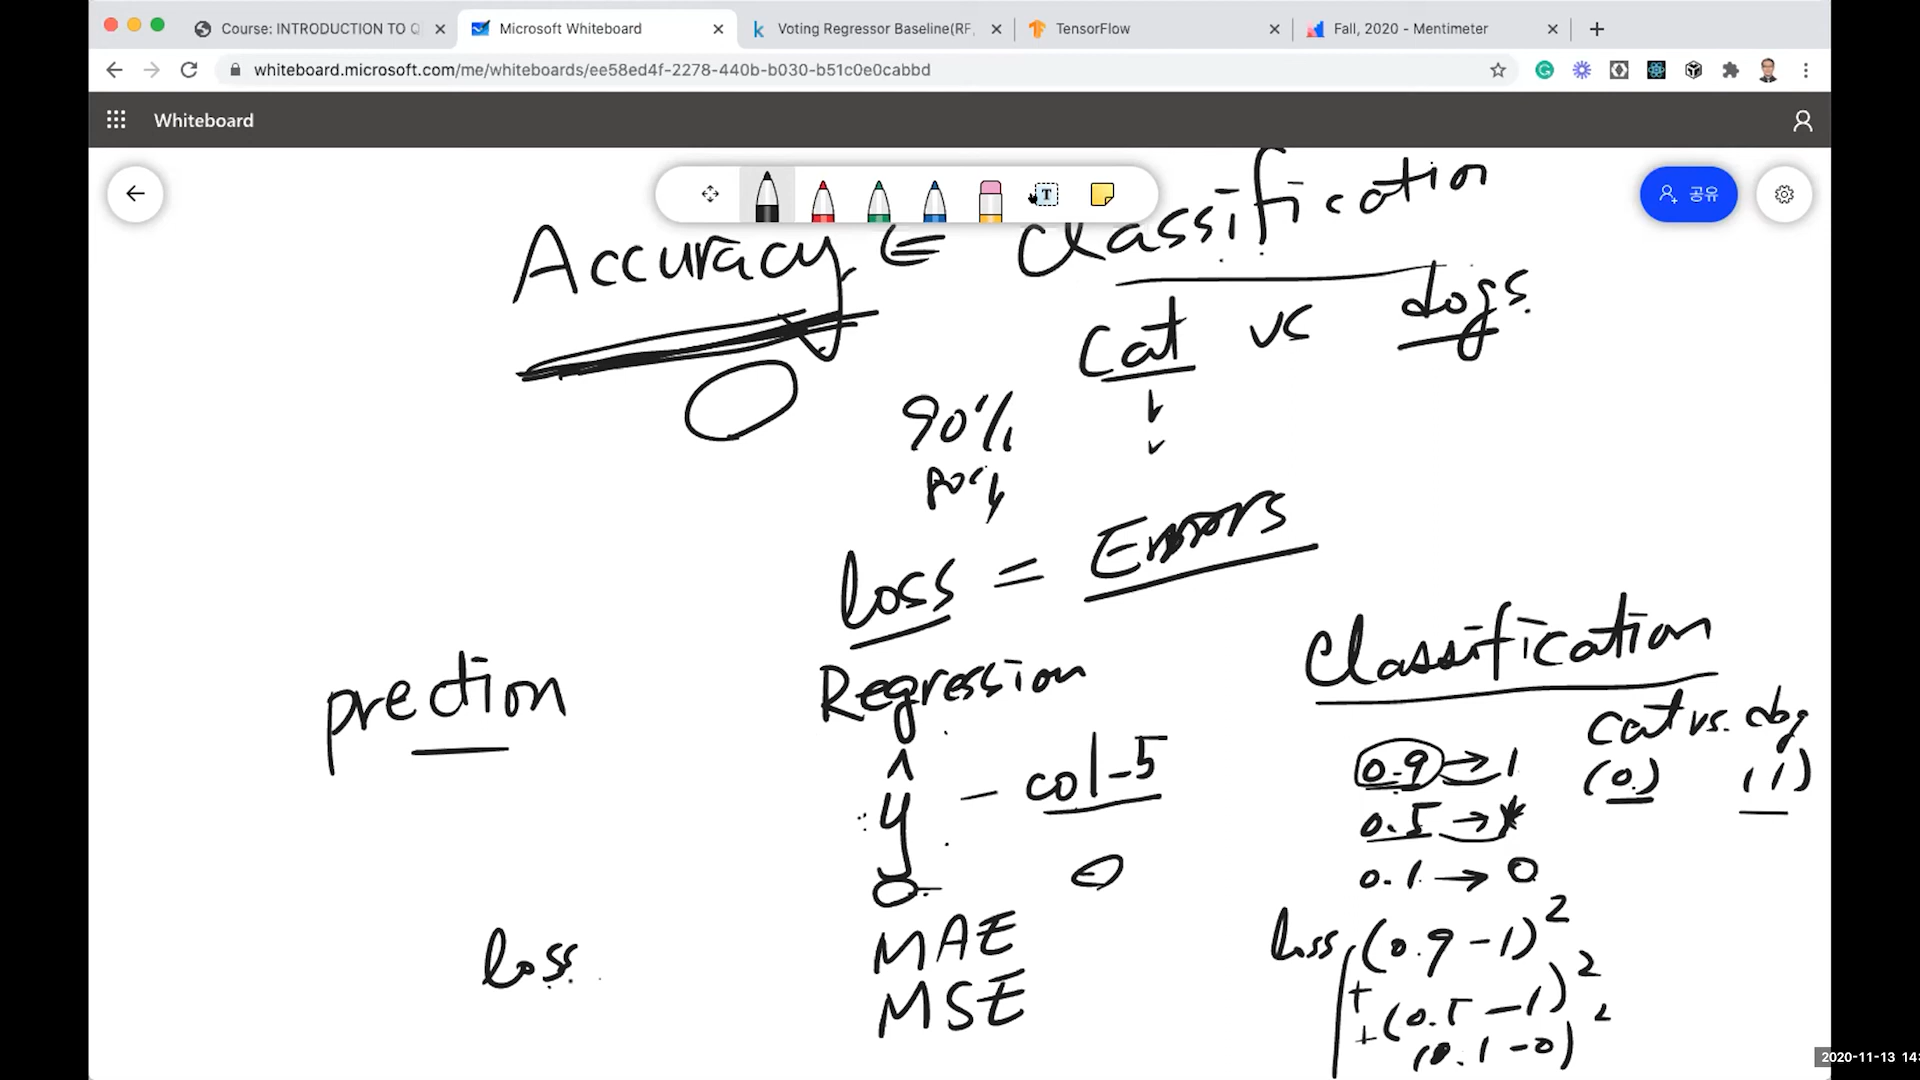 Course: INTRODUCTION TO Q
Microsoft Whiteboard
Voting Regressor Baseline(RF,
TensorFlow
Fall, 2020 - Mentimeter
whiteboard.microsoft.com/me/whiteboards/ee58ed4f-2278-440b-b030-b51c0e0cabbd
Whiteboard
공유
Accuracy ∈ Classification
Cat vs dogs.
90%
80%
loss = Errors
prection
Regression
Classification
ŷ - col-5
cat vs. dog
0.9 → 1 (0.) (1)
0.5 →
0.1 → 0
loss
MAE
MSE
loss (0.9 - 1)²
+ (0.5 - 1)²
+ (0.1 - 0)²
2020-11-13 14: